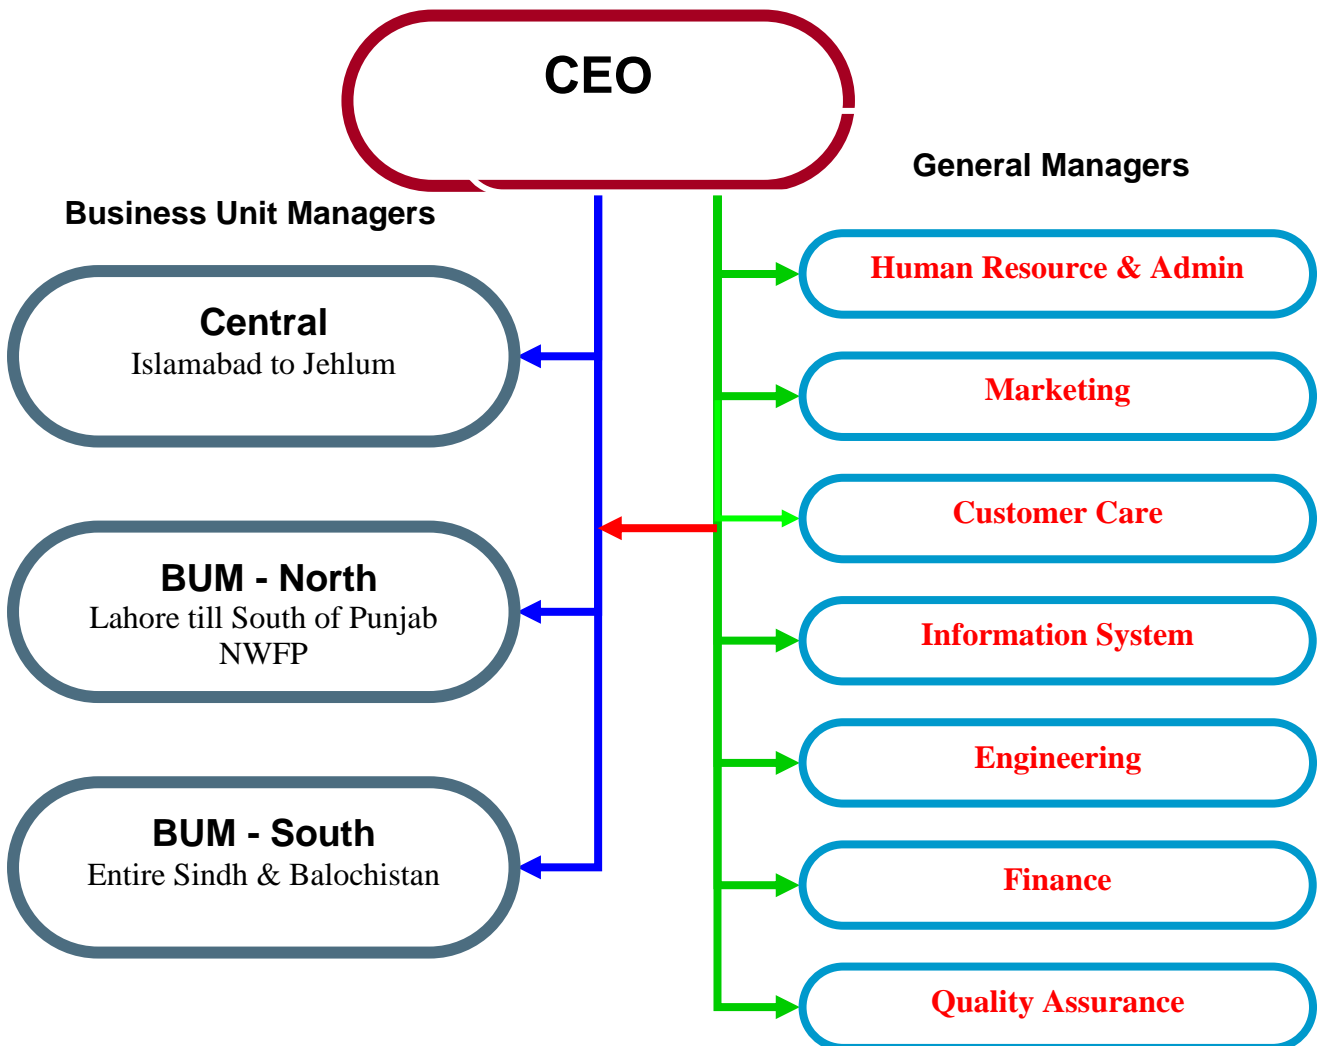 CEO
Business Unit Managers
Central
Islamabad to Jehlum
BUM - North
Lahore till South of Punjab
NWFP
BUM - South
Entire Sindh & Balochistan
General Managers
Human Resource & Admin
Marketing
Customer Care
Information System
Engineering
Finance
Quality Assurance